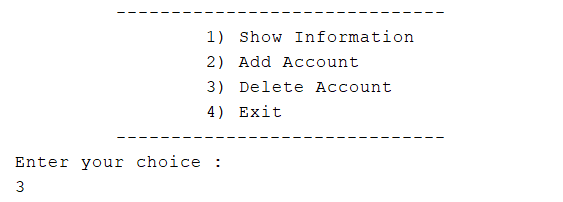 ------------------------------
1) Show Information
2) Add Account
3) Delete Account
4) Exit
------------------------------
Enter your choice :
3